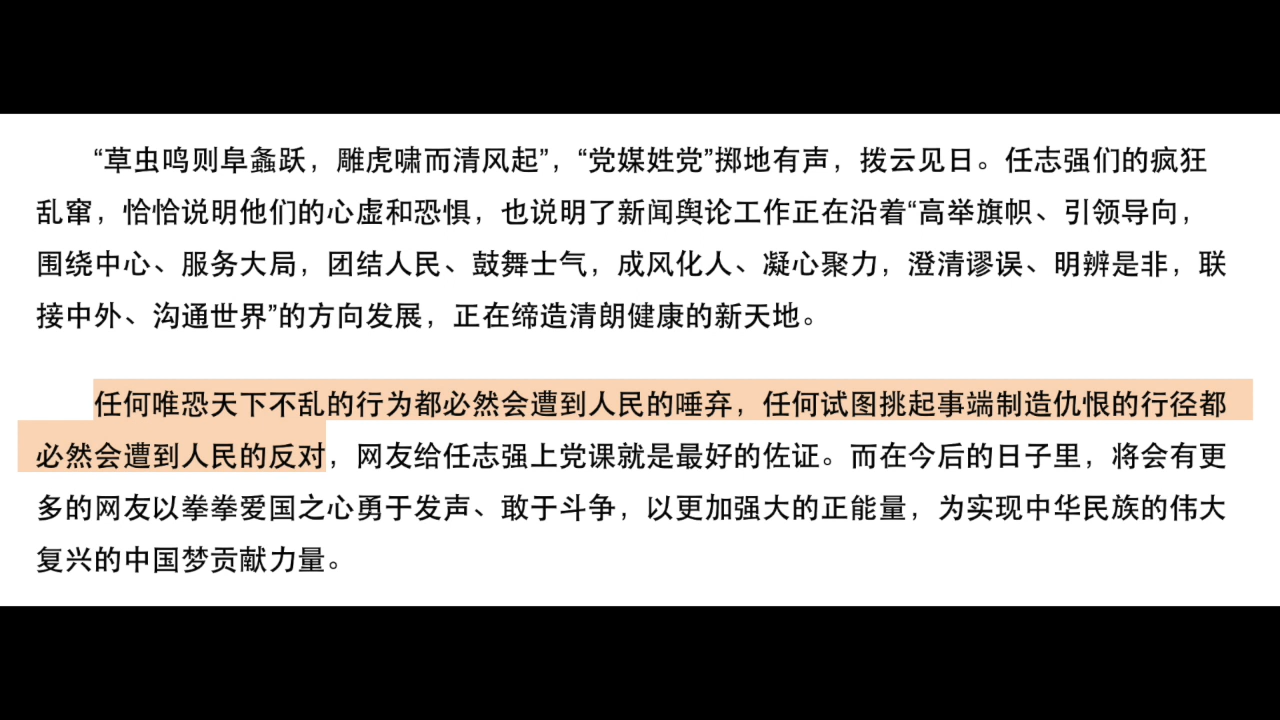 “草虫鸣则阜螽跃，雕虎啸而清风起”，“党媒姓党”掷地有声，拨云见日。任志强们的疯狂
乱窜，恰恰说明他们的心虚和恐惧，也说明了新闻舆论工作正在沿着“高举旗帜、引领导向，
围绕中心、服务大局，团结人民、鼓舞士气，成风化人、凝心聚力，澄清谬误、明辨是非，联
接中外、沟通世界”的方向发展，正在缔造清朗健康的新天地。
任何唯恐天下不乱的行为都必然会遭到人民的唾弃，任何试图挑起事端制造仇恨的行径都
必然会遭到人民的反对，网友给任志强上党课就是最好的佐证。而在今后的日子里，将会有更
多的网友以拳拳爱国之心勇于发声、敢于斗争，以更加强大的正能量，为实现中华民族的伟大
复兴的中国梦贡献力量。